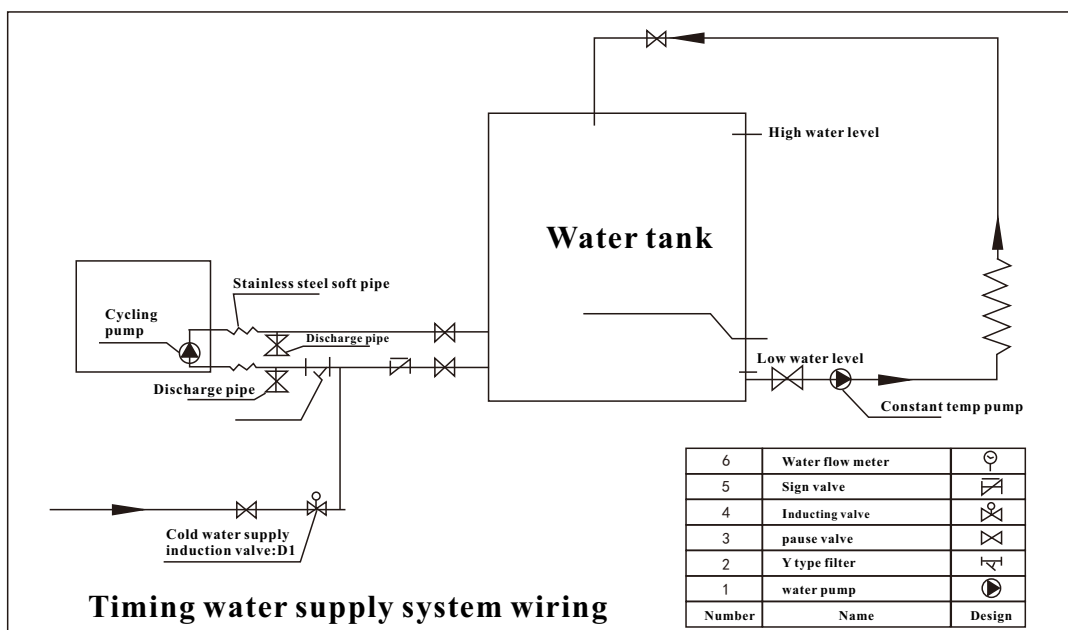 High water level
Water tank
Stainless steel soft pipe
Cycling
pump
Discharge pipe
Low water level
Discharge pipe
Constant temp pump
Cold water supply
induction valve:D1
6 Water flow meter
5 Sign valve
4 Inducting valve
3 pause valve
2 Y type filter
1 water pump
Number Name Design
Timing water supply system wiring